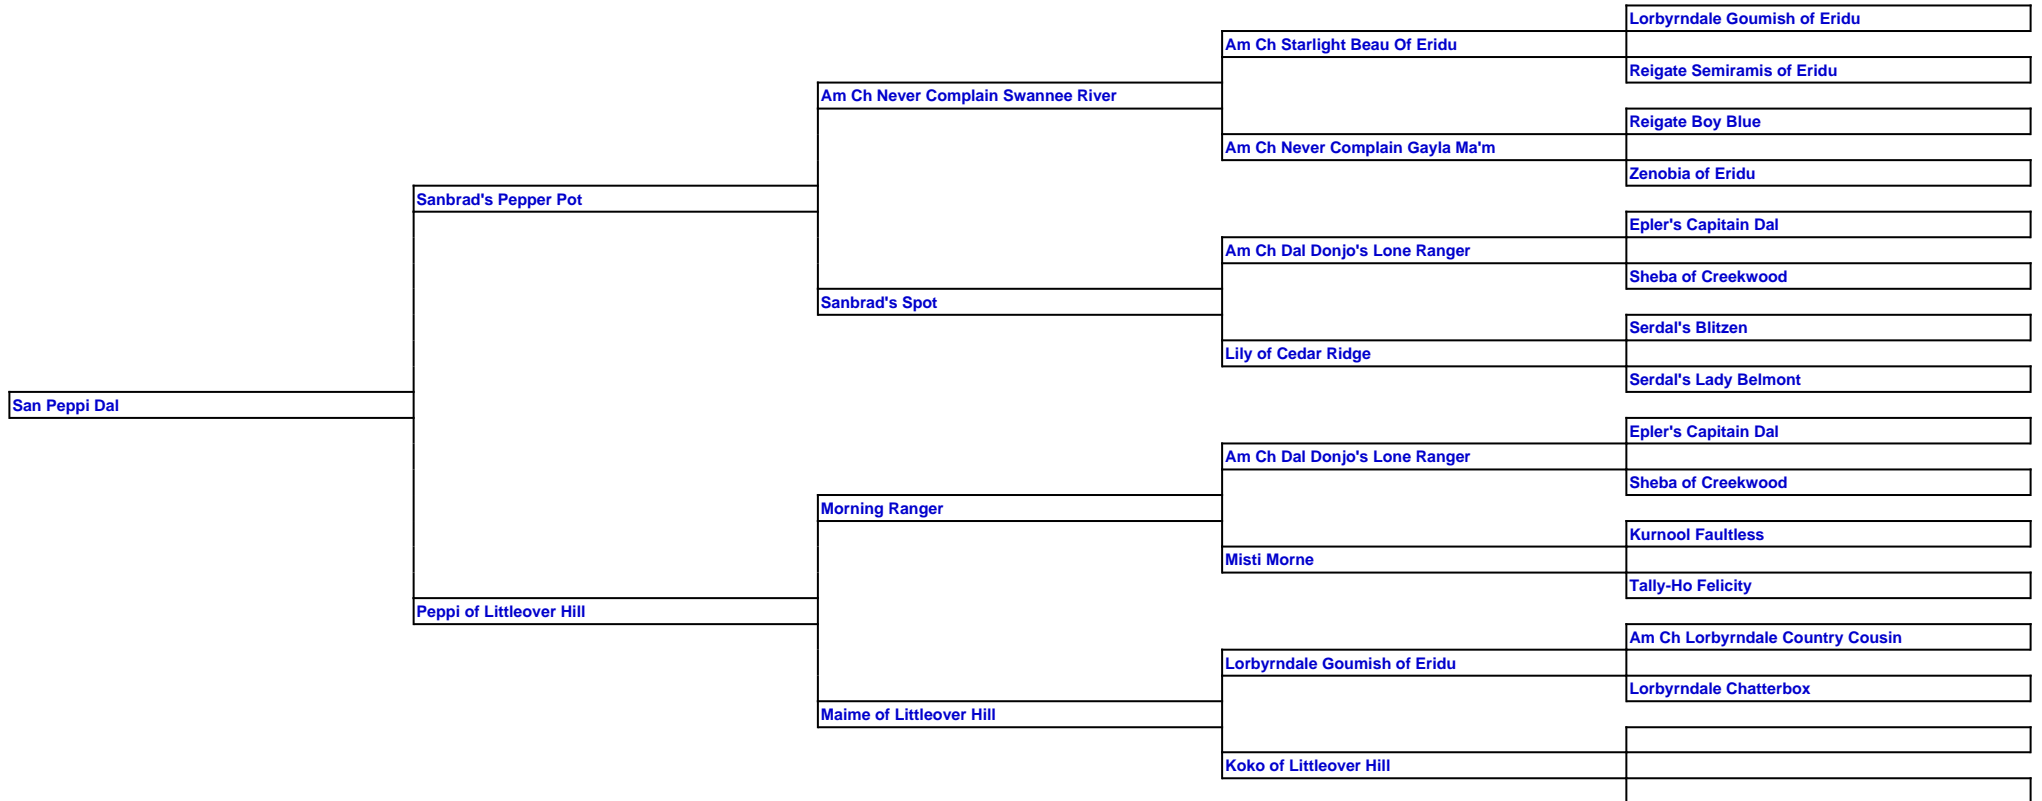 Lorbyrndale Goumish of Eridu
Am Ch Starlight Beau Of Eridu
Reigate Semiramis of Eridu
Am Ch Never Complain Swannee River
Reigate Boy Blue
Am Ch Never Complain Gayla Ma'm
Zenobia of Eridu
Sanbrad's Pepper Pot
Epler's Capitain Dal
Am Ch Dal Donjo's Lone Ranger
Sheba of Creekwood
Sanbrad's Spot
Serdal's Blitzen
Lily of Cedar Ridge
Serdal's Lady Belmont
San Peppi Dal
Epler's Capitain Dal
Am Ch Dal Donjo's Lone Ranger
Sheba of Creekwood
Morning Ranger
Kurnool Faultless
Misti Morne
Tally-Ho Felicity
Peppi of Littleover Hill
Am Ch Lorbyrndale Country Cousin
Lorbyrndale Goumish of Eridu
Lorbyrndale Chatterbox
Maime of Littleover Hill
Koko of Littleover Hill